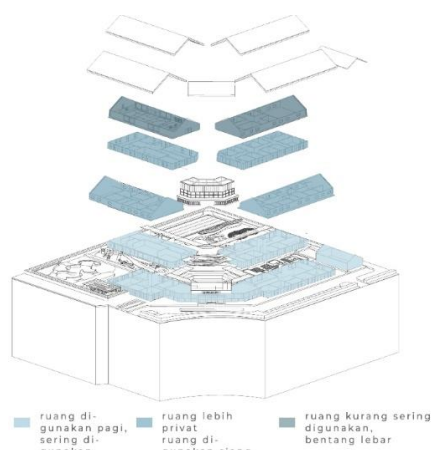 ruang di-
gunakan pagi,
sering di-
ruang lebih
privat
ruang di-
ruang kurang sering
digunakan,
bentang lebar